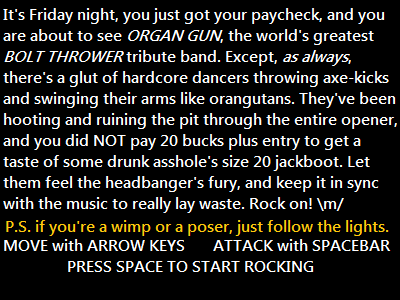 It's Friday night, you just got your paycheck, and you
are about to see ORGAN GUN, the world's greatest
BOLT THROWER tribute band. Except, as always,
there's a glut of hardcore dancers throwing axe-kicks
and swinging their arms like orangutans. They've been
hooting and ruining the pit through the entire opener,
and you did NOT pay 20 bucks plus entry to get a
taste of some drunk asshole's size 20 jackboot. Let
them feel the headbanger's fury, and keep it in sync
with the music to really lay waste. Rock on! \m/
P.S. if you're a wimp or a poser, just follow the lights.
MOVE with ARROW KEYS ATTACK with SPACEBAR
PRESS SPACE TO START ROCKING